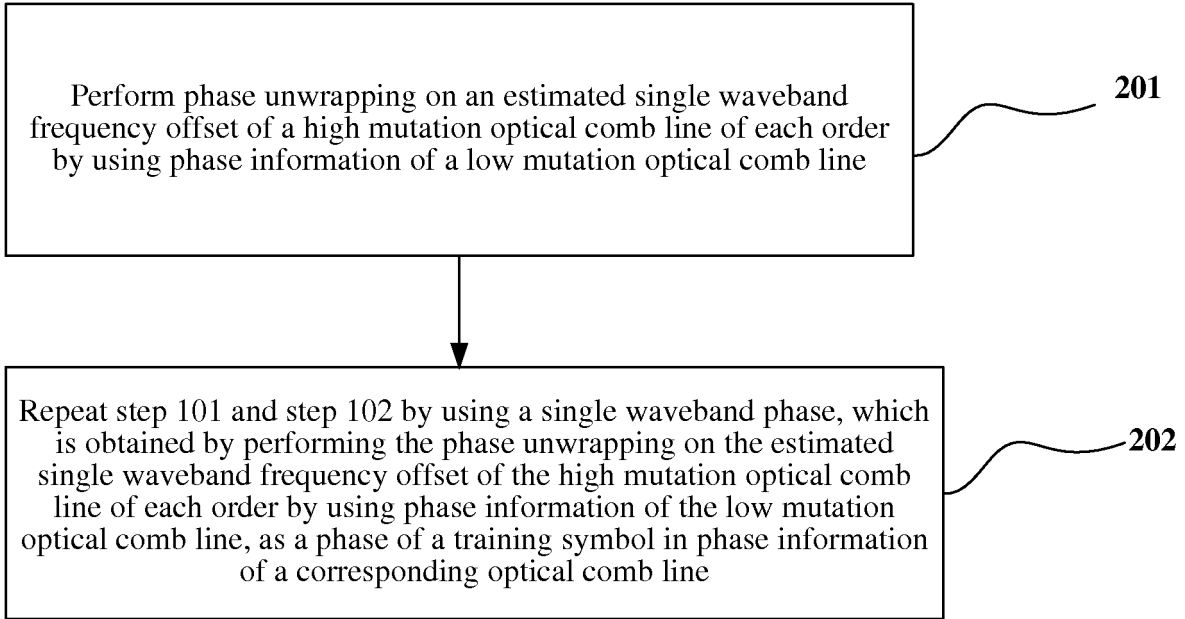 Perform phase unwrapping on an estimated single waveband
frequency offset of a high mutation optical comb line of each order
by using phase information of a low mutation optical comb line
201
Repeat step 101 and step 102 by using a single waveband phase, which
is obtained by performing the phase unwrapping on the estimated
single waveband frequency offset of the high mutation optical comb
line of each order by using phase information of the low mutation
optical comb line, as a phase of a training symbol in phase information
of a corresponding optical comb line
202